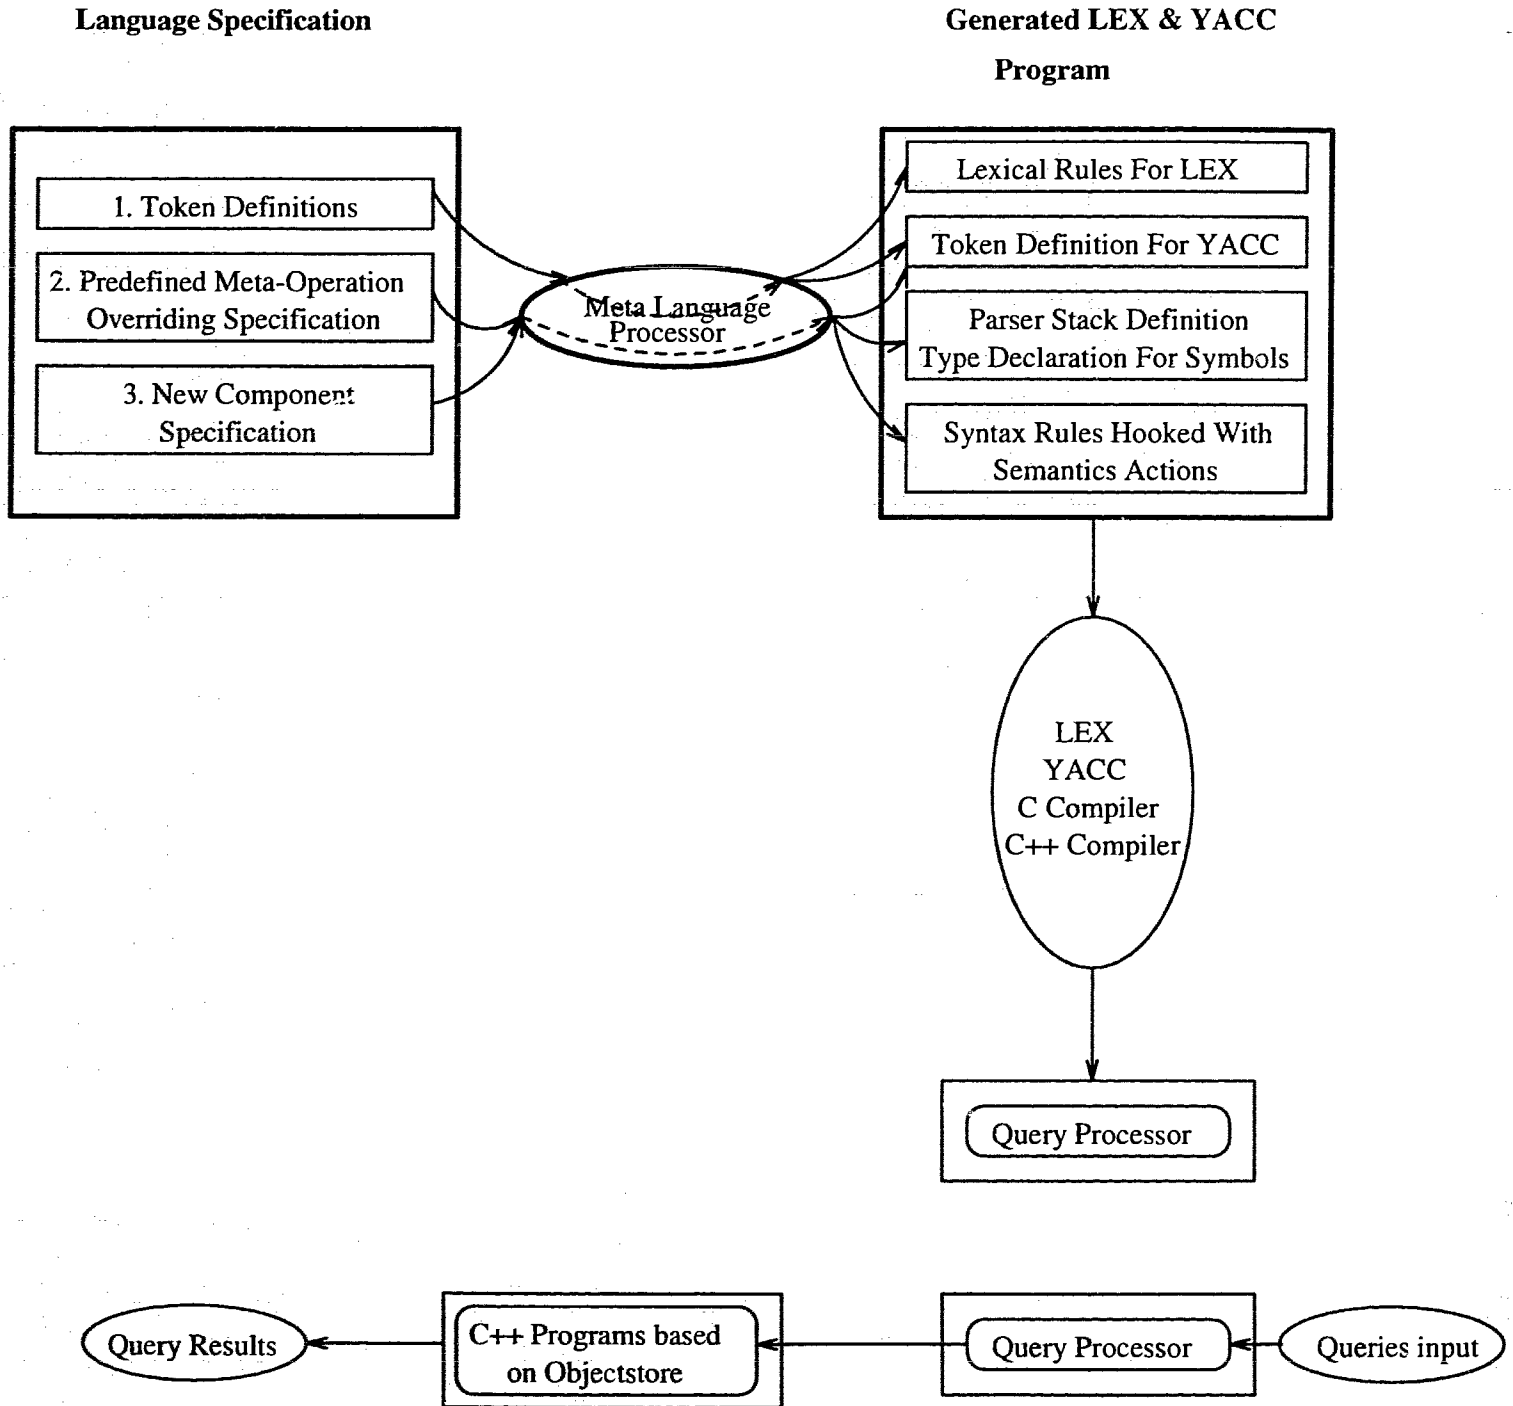 Language Specification
Generated LEX & YACC
Program
1. Token Definitions
2. Predefined Meta-Operation
Overriding Specification
3. New Component
Specification
Meta Language
Processor
Lexical Rules For LEX
Token Definition For YACC
Parser Stack Definition
Type Declaration For Symbols
Syntax Rules Hooked With
Semantics Actions
LEX
YACC
C Compiler
C++ Compiler
Query Processor
Query Results
C++ Programs based
on Objectstore
Query Processor
Queries input